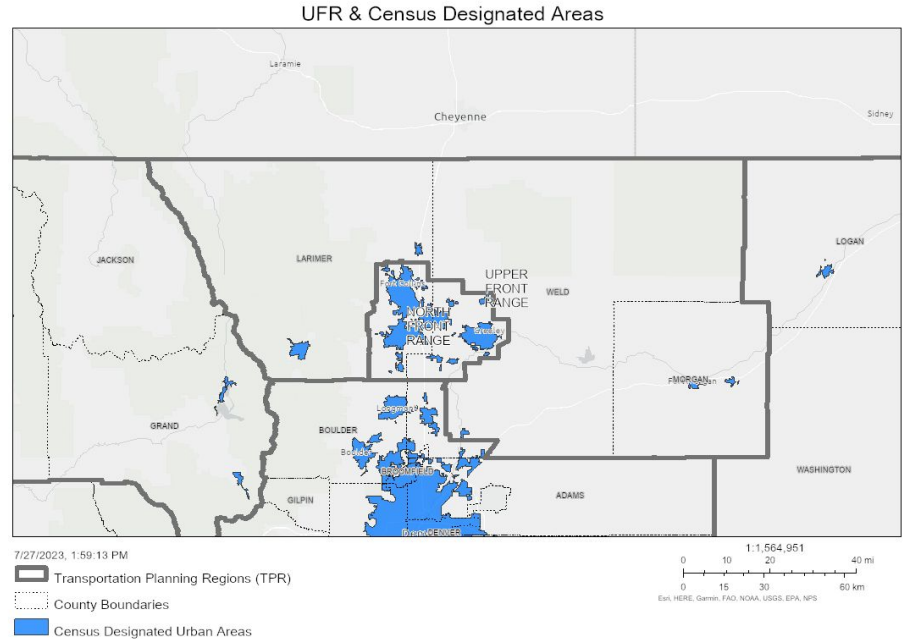 UFR & Census Designated Areas
Laramie
Cheyenne
Sidney
LOGAN
JACKSON
LARIMER
UPPER
FRONT
RANGE
WELD
Fort Collins
NORTH
FRONT
RANGE
Greeley
MORGAN
Fort Morgan
Longmont
GRAND
BOULDER
Boulder
BROOMFIELD
WASHINGTON
GILPIN
ADAMS
DENVER
7/27/2023, 1:59:13 PM
1:1,564,951
0 10 20 40 mi
0 15 30 60 km
Esri, HERE, Garmin, FAO, NOAA, USGS, EPA, NPS
Transportation Planning Regions (TPR)
County Boundaries
Census Designated Urban Areas